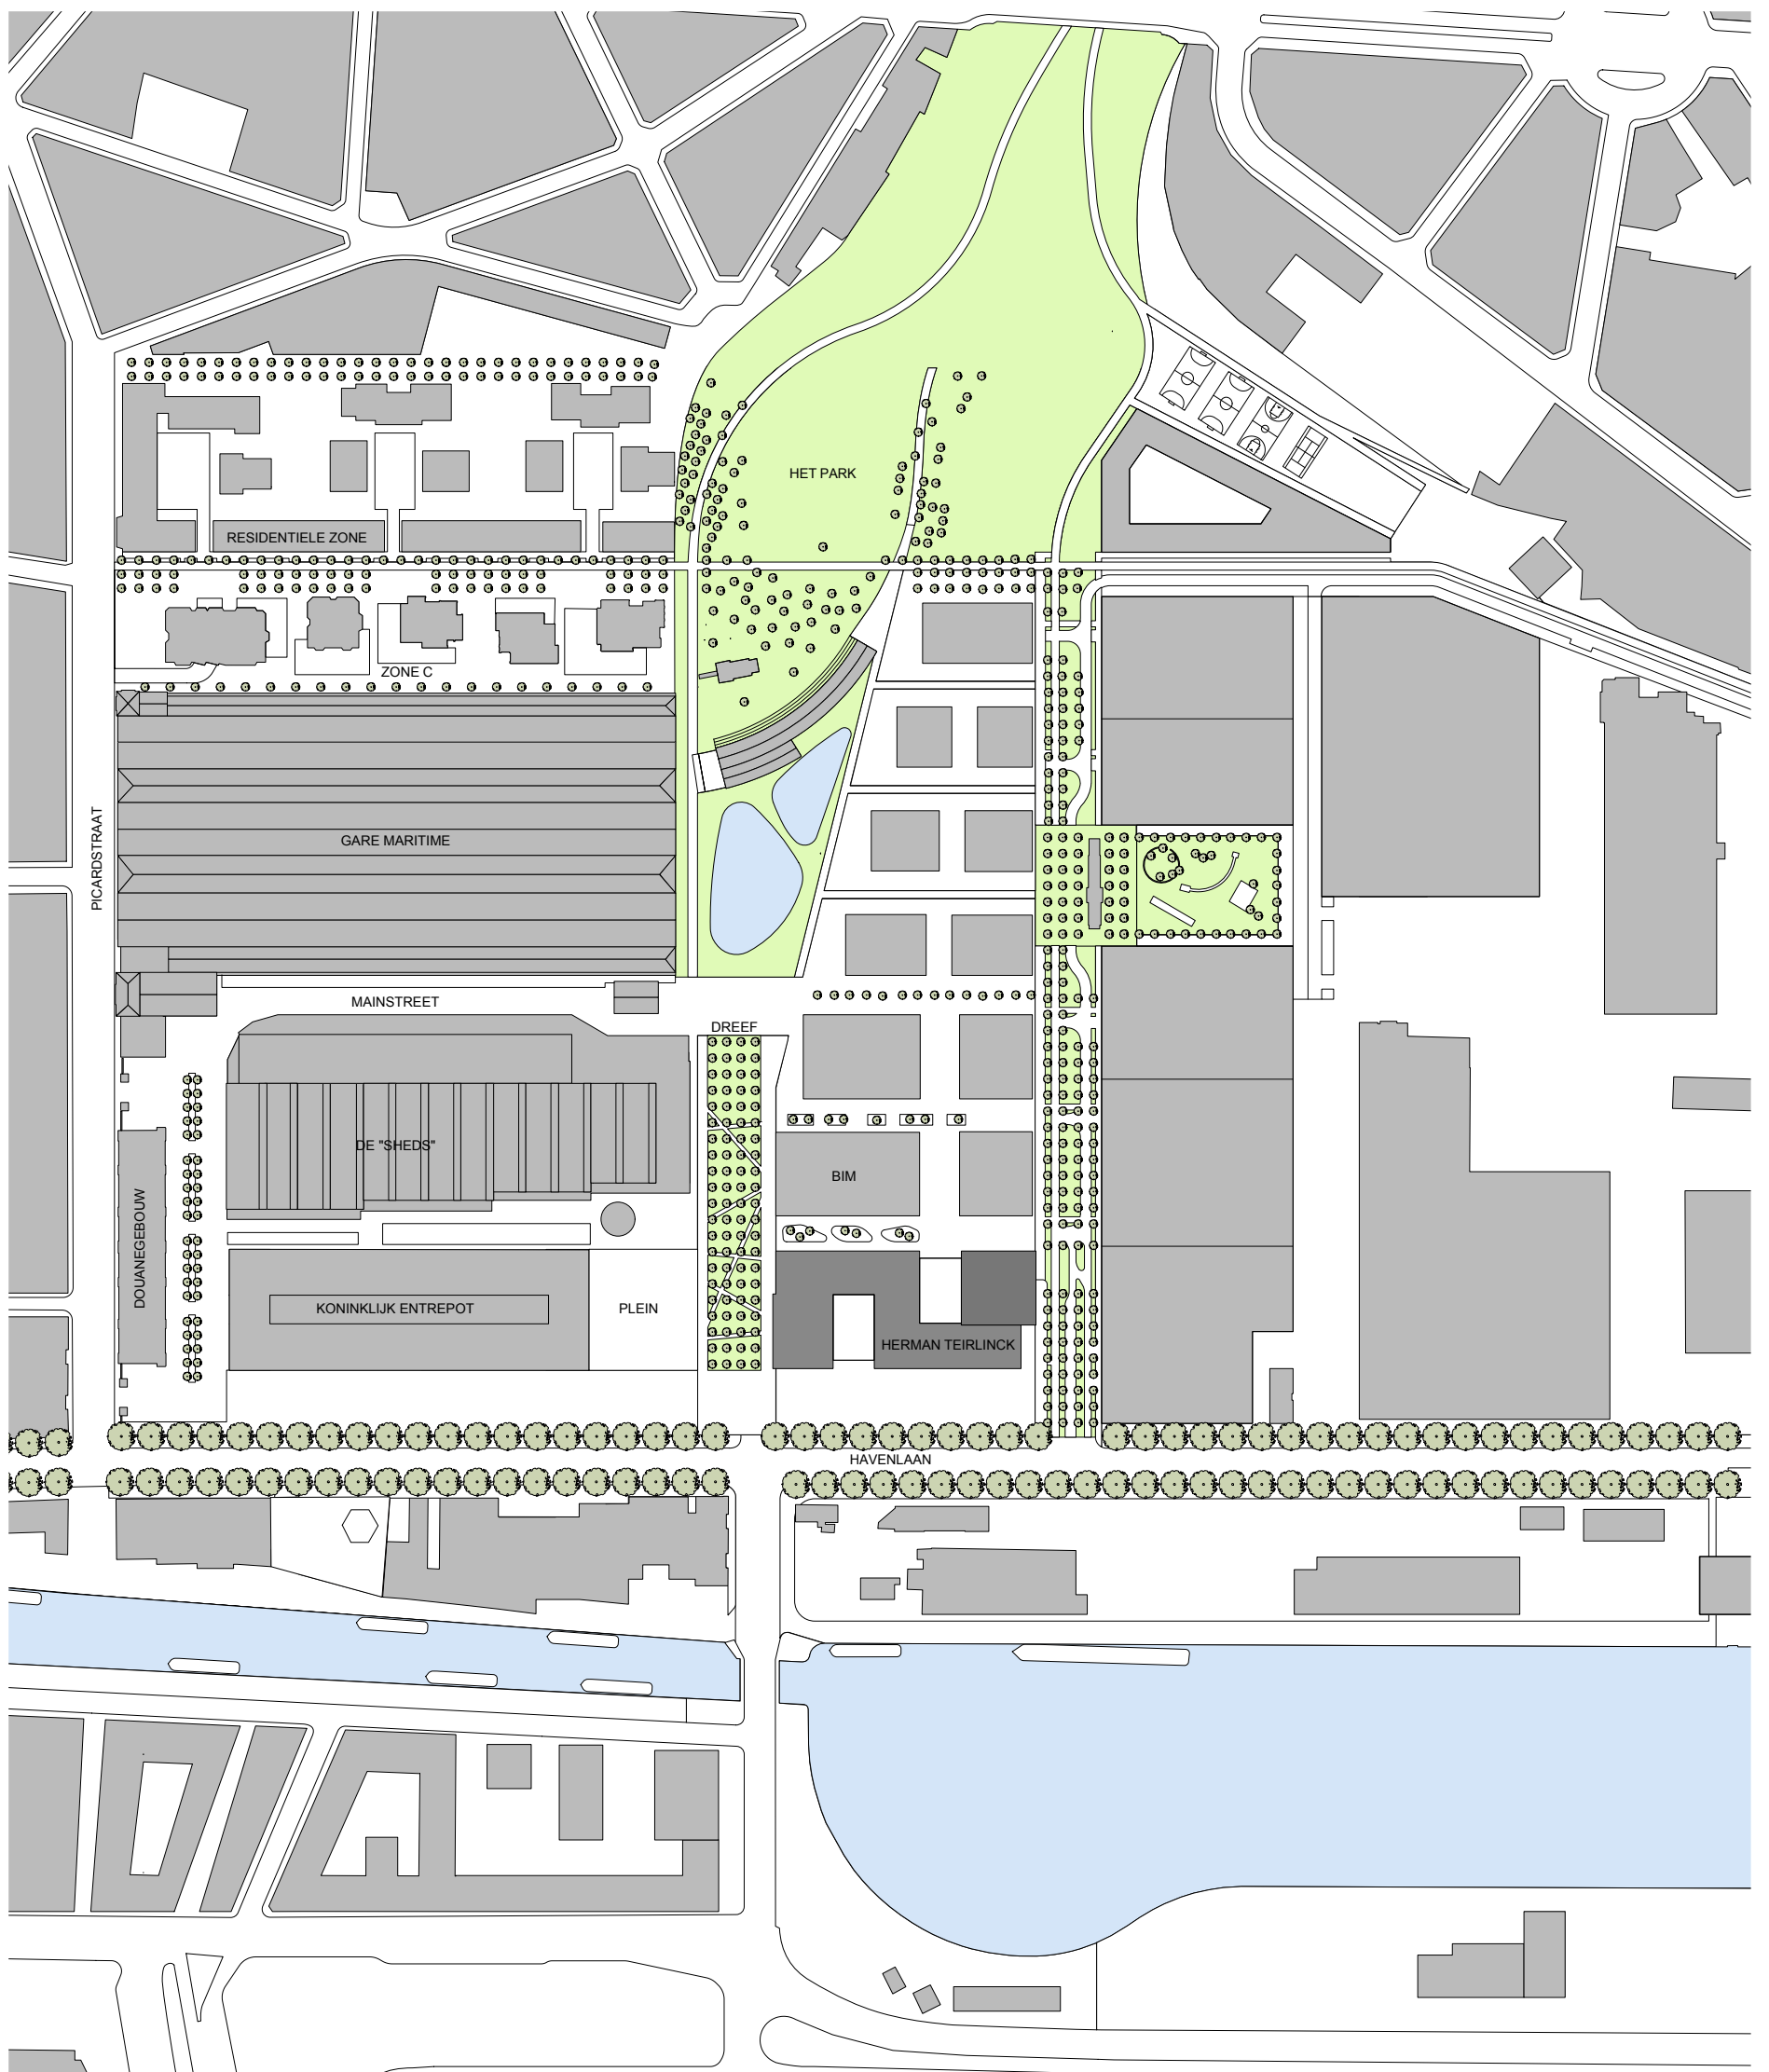 HET PARK
RESIDENTIELE ZONE
ZONE C
PICARDSTRAAT
GARE MARITIME
MAINSTREET
DREEF
DE "SHEDS"
BIM
DOUANEGEBOUW
KONINKLIJK ENTREPOT
PLEIN
HERMAN TEIRLINCK
HAVENLAAN